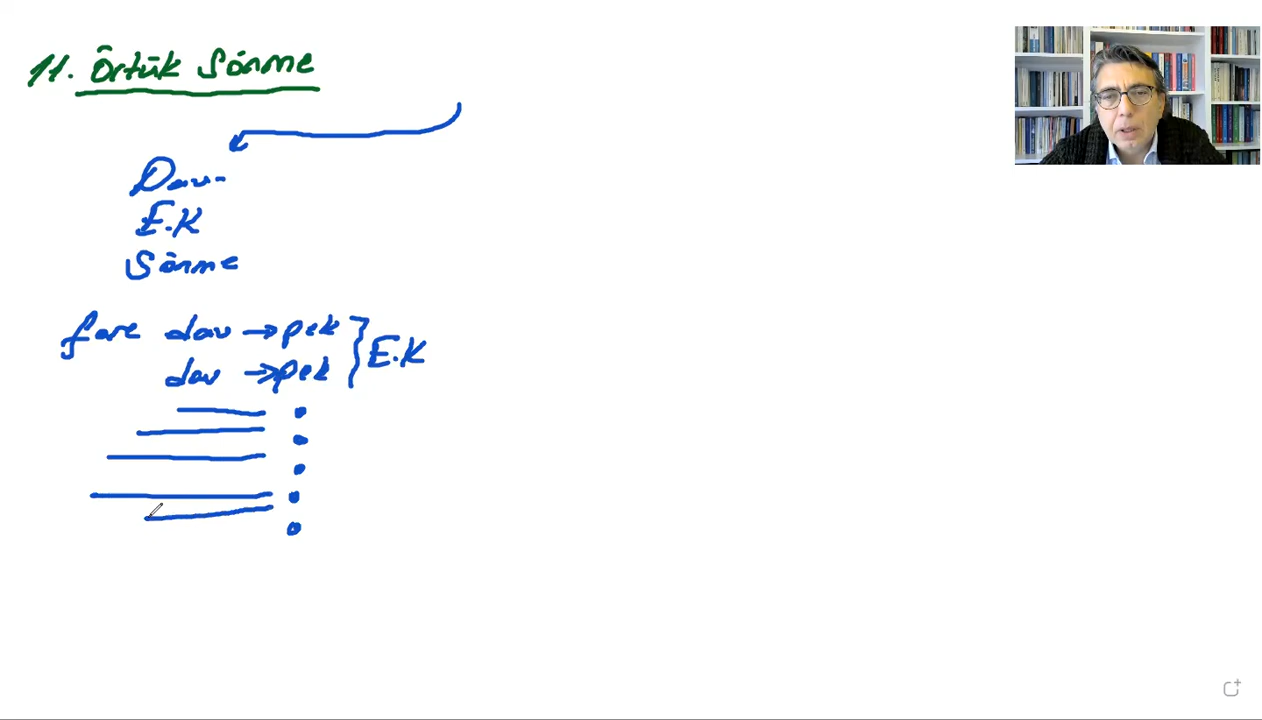 11. Örtük Sönme
Dav.
E.K
Sönme
fare dav → pek
dav → pek
E.K